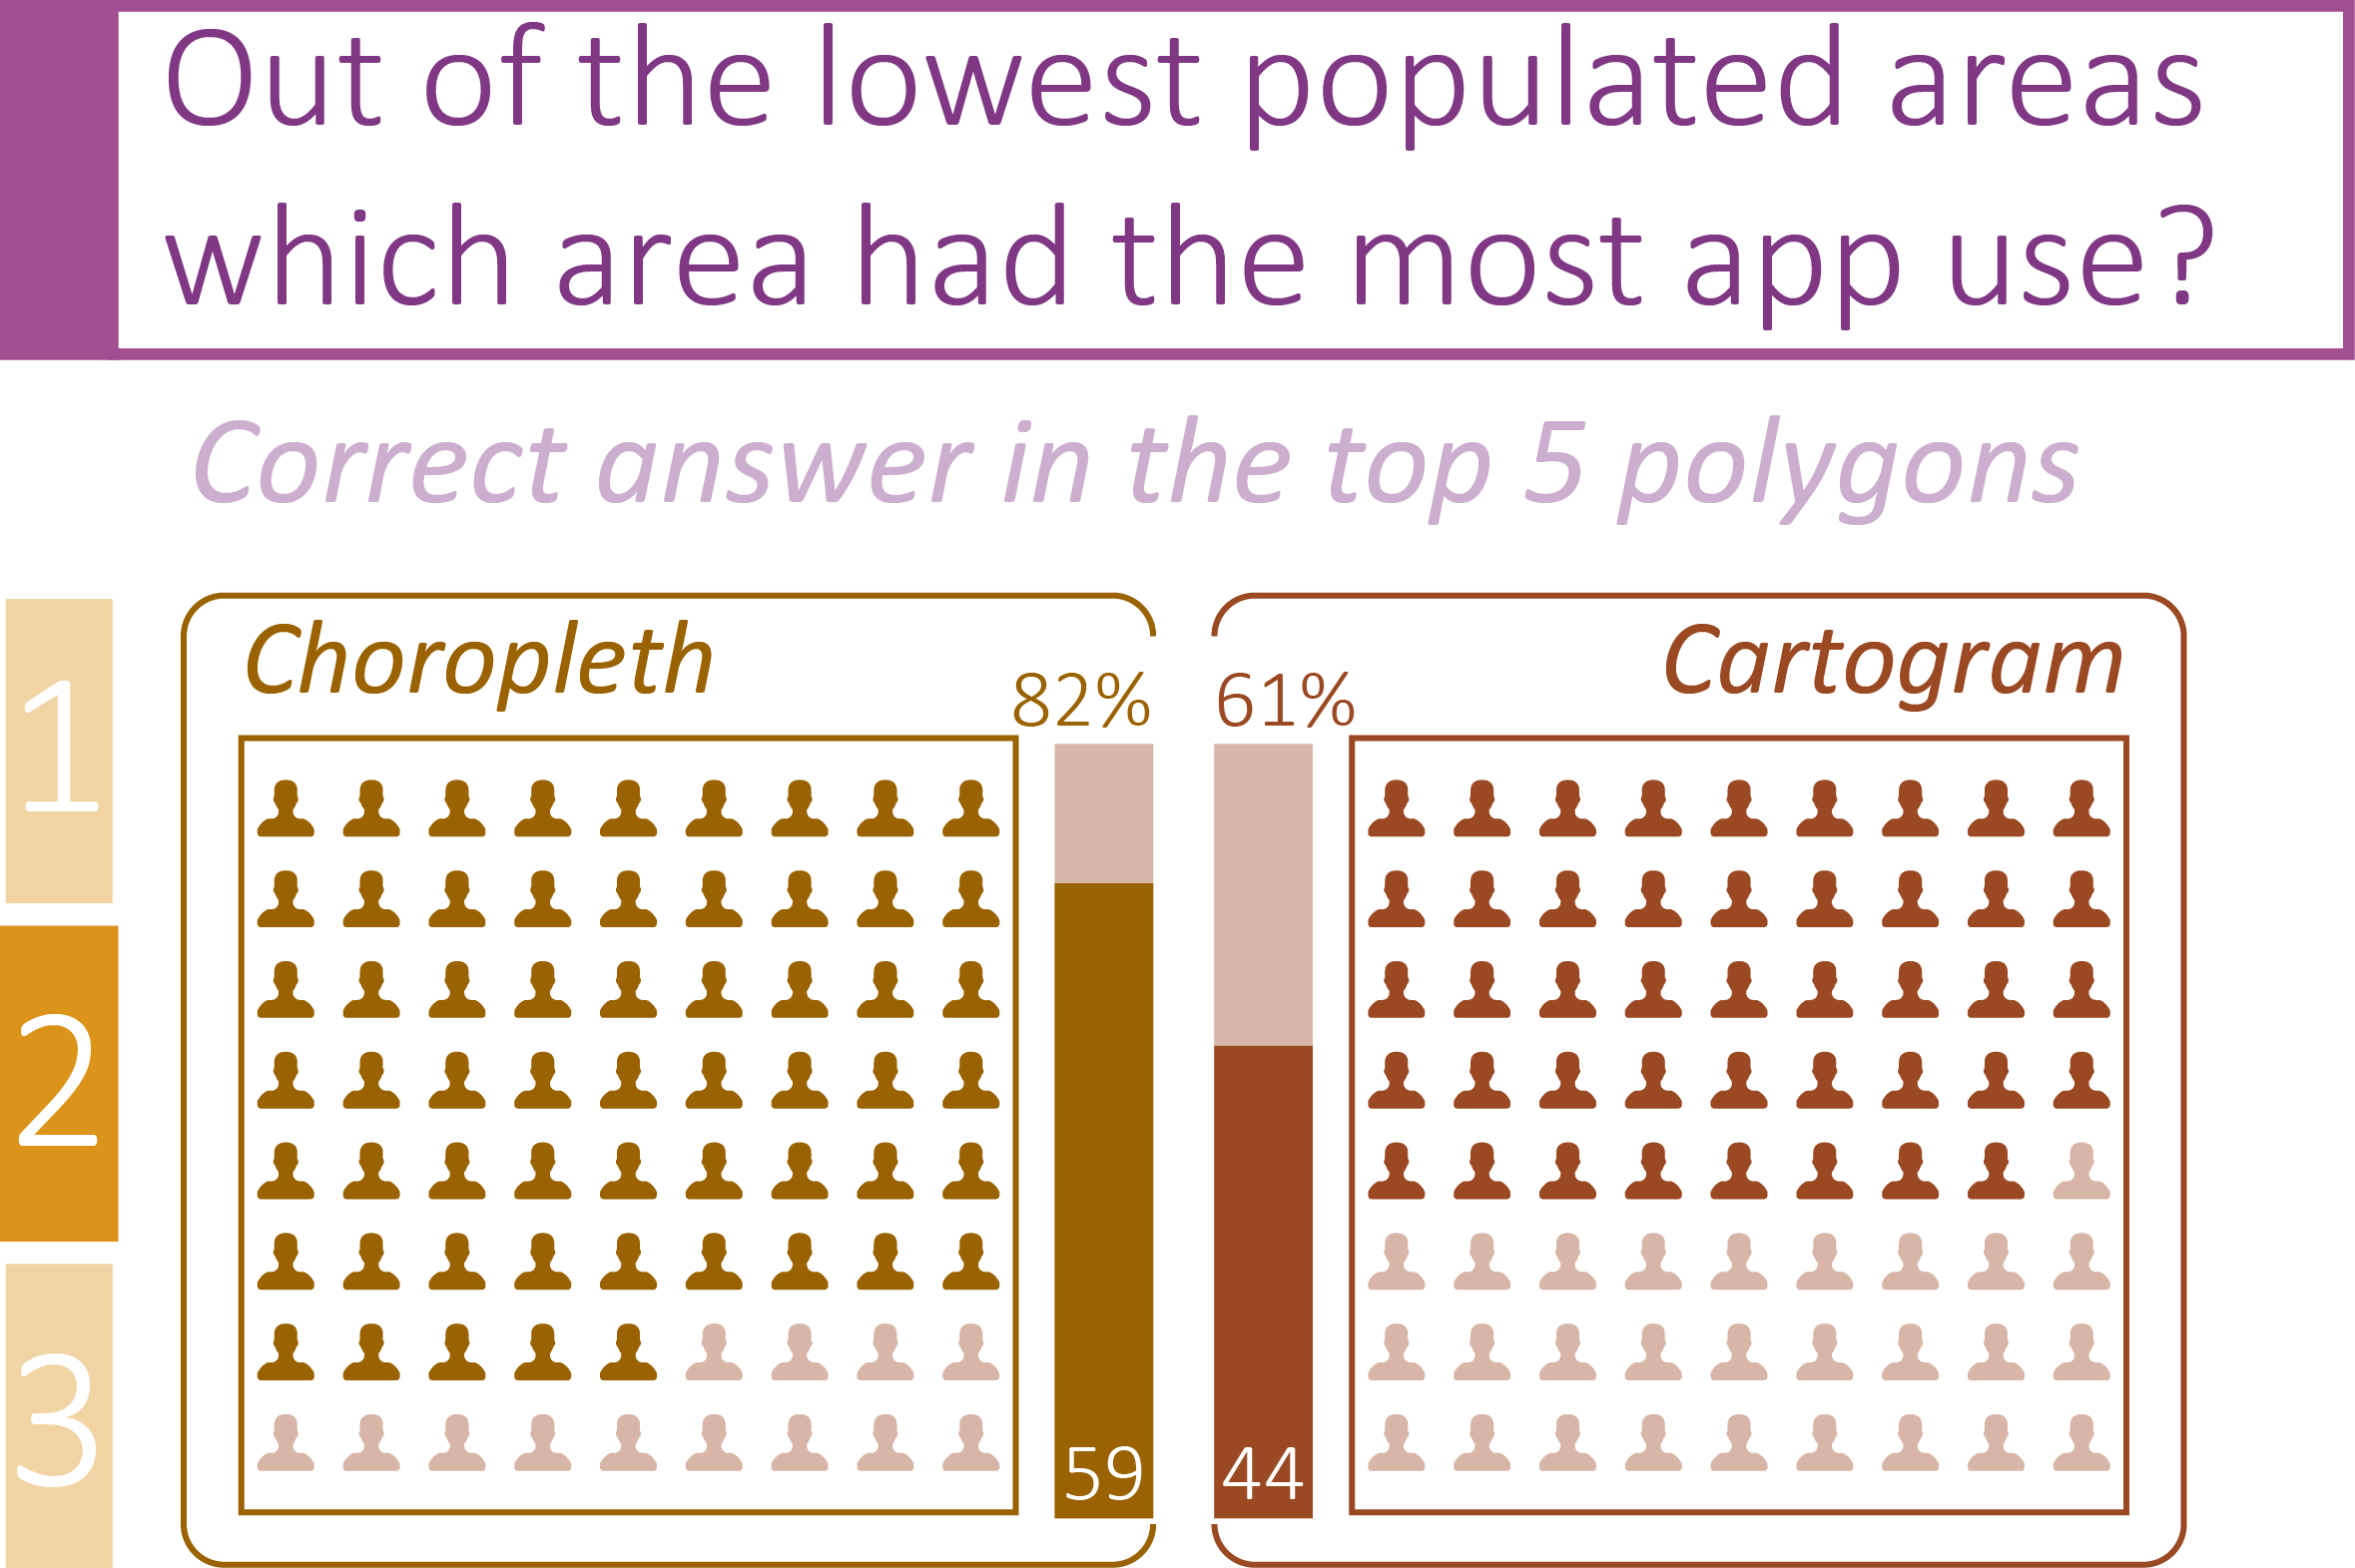 Out of the lowest populated areas
which area had the most app use?
Correct answer in the top 5 polygons
1
2
3
Choropleth
82%
59
61%
Cartogram
44